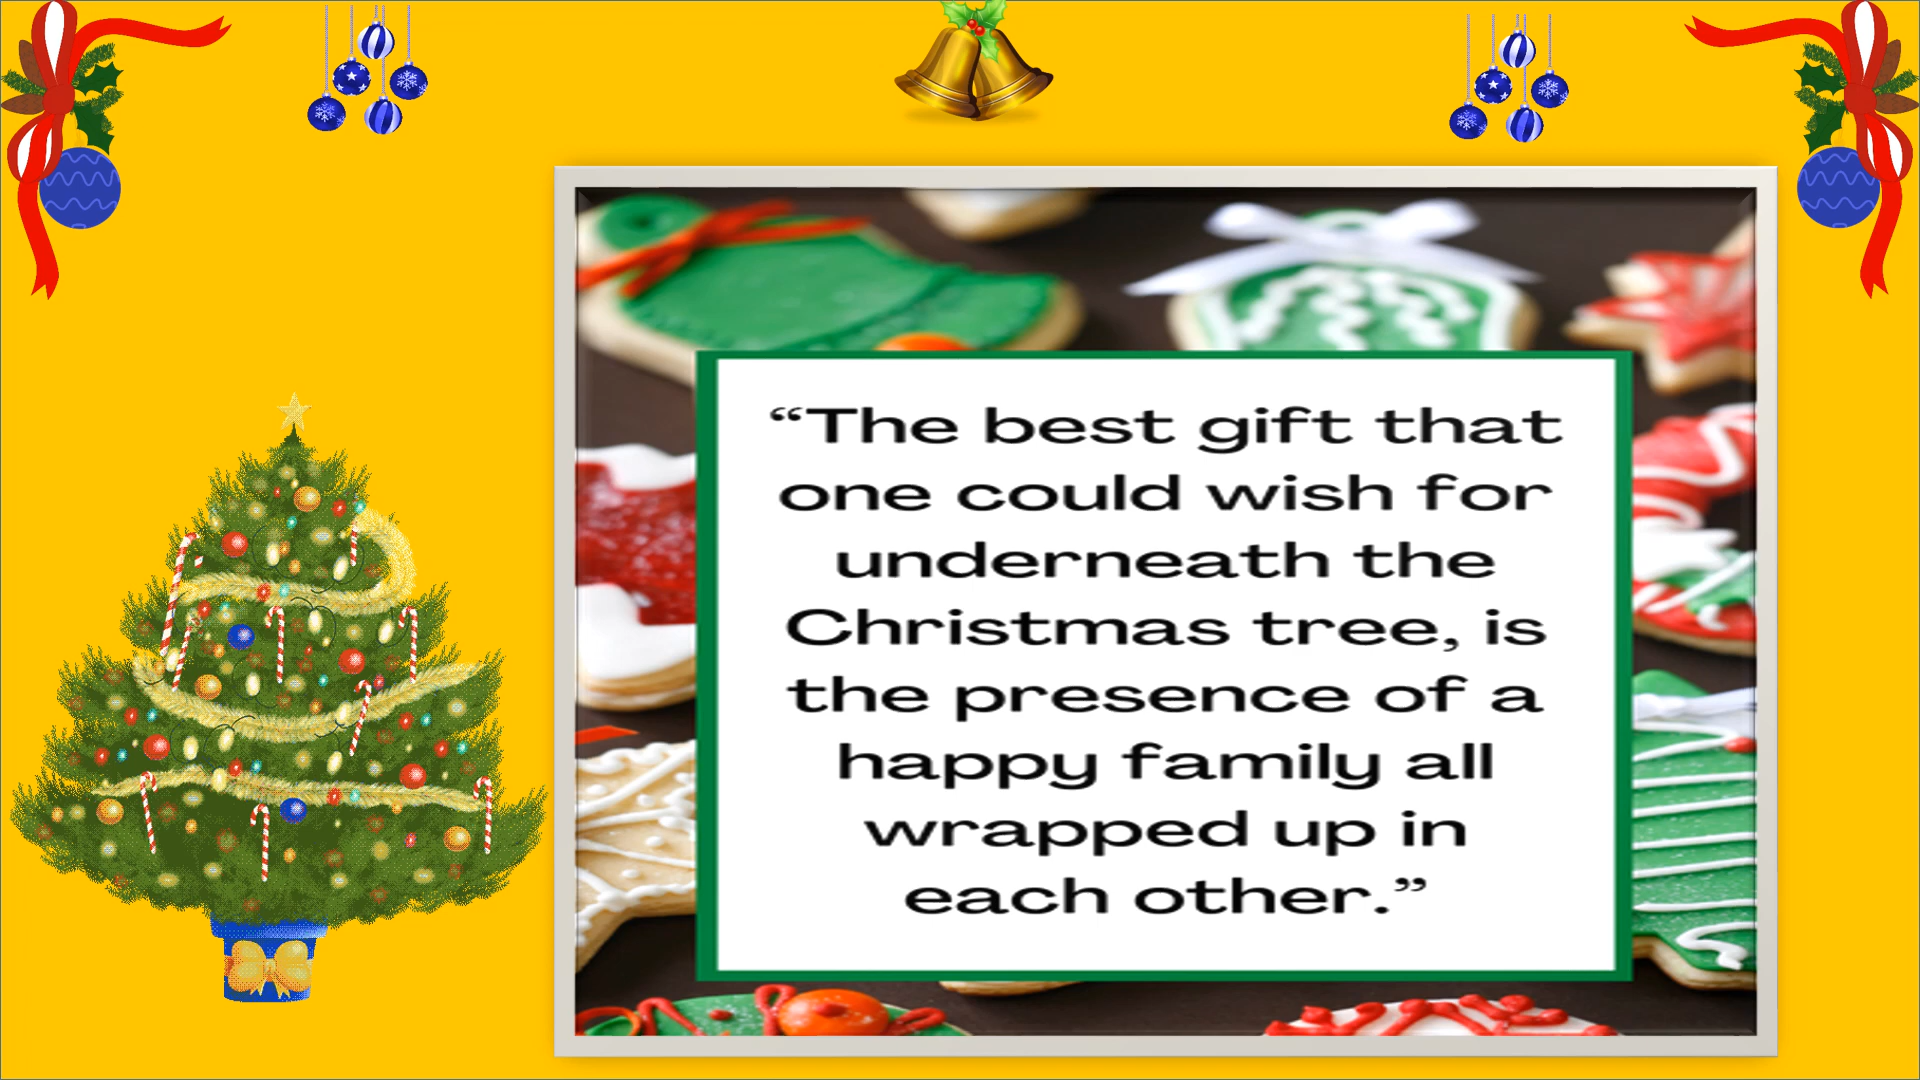 “The best gift that
one could wish for
underneath the
Christmas tree, is
the presence of a
happy family all
wrapped up in
each other.”